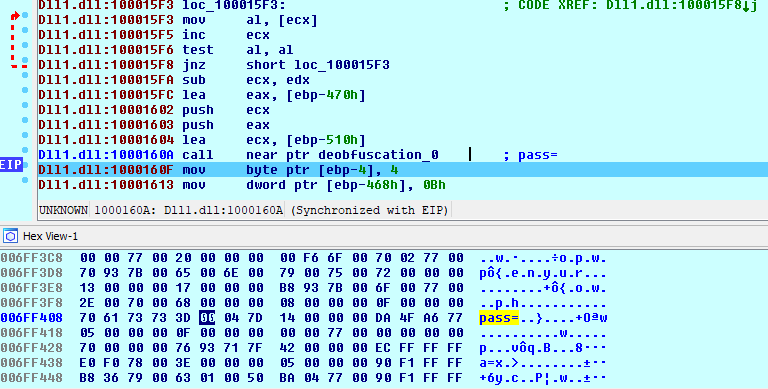 Dll1.dll:100015F3 loc_100015F3: ; CODE XREF: Dll1.dll:100015F8↓j
Dll1.dll:100015F3 mov al, [ecx]
Dll1.dll:100015F5 inc ecx
Dll1.dll:100015F6 test al, al
Dll1.dll:100015F8 jnz short loc_100015F3
Dll1.dll:100015FA sub ecx, edx
Dll1.dll:100015FC lea eax, [ebp-470h]
Dll1.dll:10001602 push ecx
Dll1.dll:10001603 push eax
Dll1.dll:10001604 lea ecx, [ebp-510h]
Dll1.dll:1000160A call near ptr deobfuscation_0 ; pass=
EIP Dll1.dll:1000160F mov byte ptr [ebp-4], 4
Dll1.dll:10001613 mov dword ptr [ebp-468h], 0Bh
UNKNOWN 1000160A: Dll1.dll:1000160A (Synchronized with EIP)
Hex View-1
006FF3C8 00 00 77 00 20 00 00 00 00 F6 6F 00 70 02 77 00 ..w.·....÷o.p.w.
006FF3D8 70 93 7B 00 65 00 6E 00 79 00 75 00 72 00 00 00 pô{.e.n.y.u.r...
006FF3E8 13 00 00 00 17 00 00 00 B8 93 7B 00 6F 00 77 00 ........+ô{.o.w.
006FF3F8 2E 00 70 00 68 00 00 00 08 00 00 00 0F 00 00 00 ..p.h...........
006FF408 70 61 73 73 3D 00 04 7D 14 00 00 00 DA 4F A6 77 pass=..}....+Oªw
006FF418 05 00 00 00 0F 00 00 00 00 00 77 00 00 00 00 00 ..........w.....
006FF428 70 00 00 00 76 93 71 7F 42 00 00 00 EC FF FF FF p...vôq.B...8···
006FF438 E0 F0 78 00 3E 00 00 00 05 00 00 00 90 F1 FF FF a=x.>........±··
006FF448 B8 36 79 00 63 01 00 50 BA 04 77 00 90 F1 FF FF +6y.c..P¦.w..±··